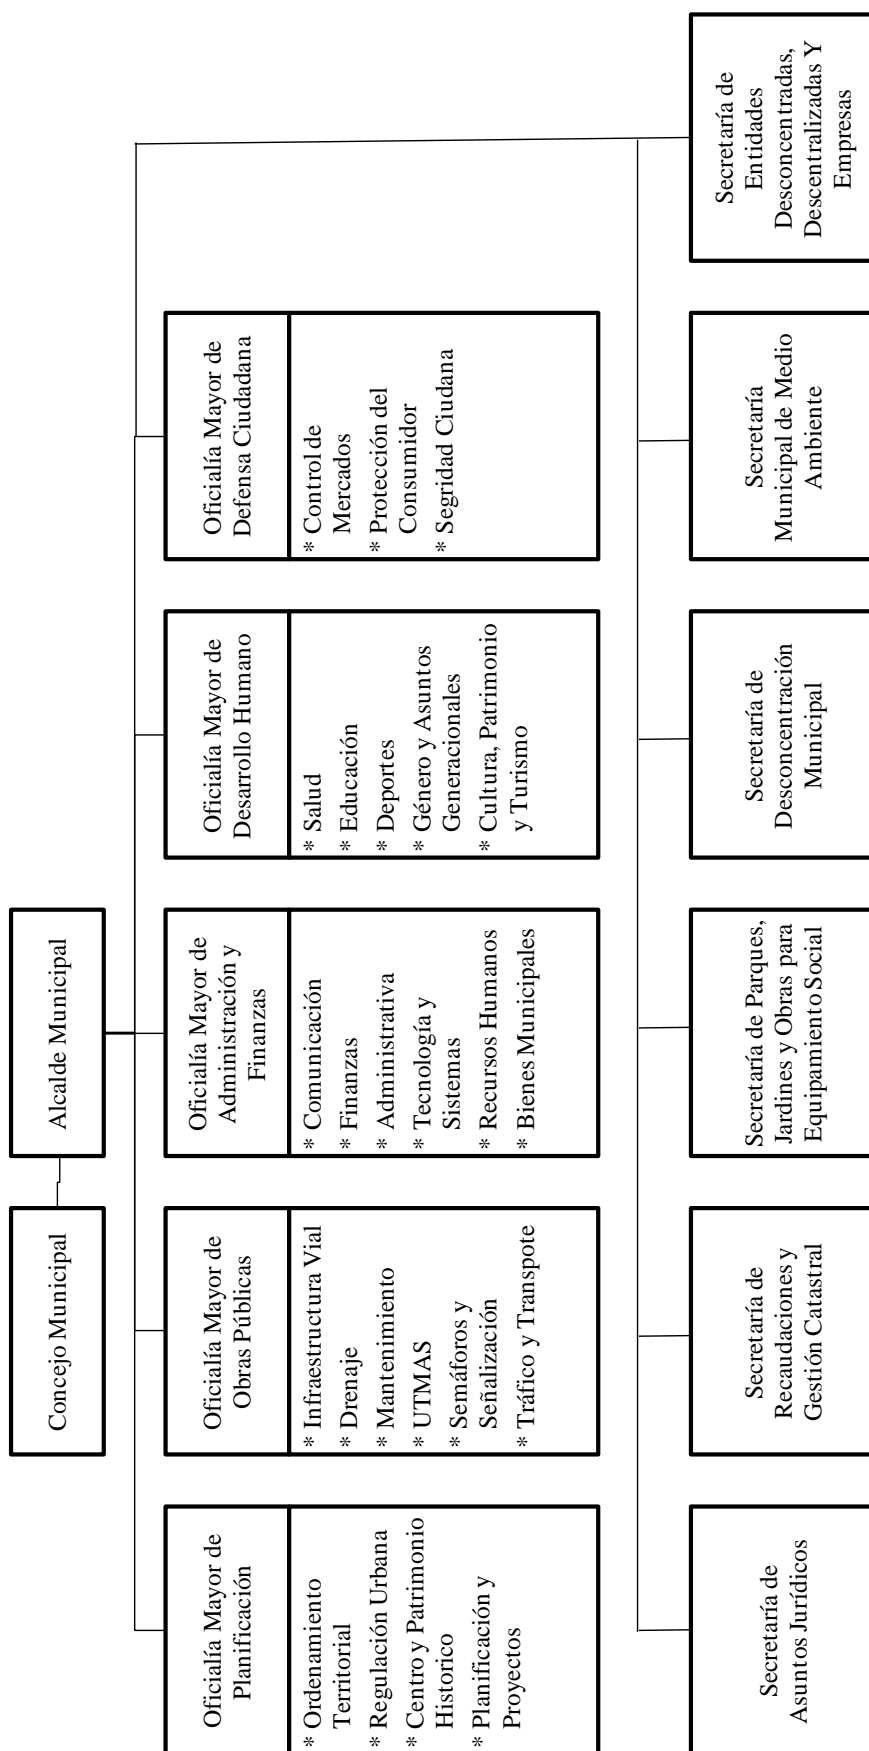 Concejo Municipal
Alcalde Municipal
Oficialía Mayor de
Planificación
* Ordenamiento
Territorial
* Regulación Urbana
* Centro y Patrimonio
Historico
* Planificación y
Proyectos
Oficialía Mayor de
Obras Públicas
* Infraestructura Vial
* Drenaje
* Mantenimiento
* UTMAS
* Semáforos y
Señalización
* Tráfico y Transpote
Oficialía Mayor de
Administración y
Finanzas
* Comunicación
* Finanzas
* Administrativa
* Tecnología y
Sistemas
* Recursos Humanos
* Bienes Municipales
Oficialía Mayor de
Desarrollo Humano
* Salud
* Educación
* Deportes
* Género y Asuntos
Generacionales
* Cultura, Patrimonio
y Turismo
Oficialía Mayor de
Defensa Ciudadana
* Control de
Mercados
* Protección del
Consumidor
* Segridad Ciudana
Secretaría de
Asuntos Jurídicos
Secretaría de
Recaudaciones y
Gestión Catastral
Secretaría de Parques,
Jardines y Obras para
Equipamiento Social
Secretaría de
Desconcentración
Municipal
Secretaría
Municipal de Medio
Ambiente
Secretaría de
Entidades
Desconcentradas,
Descentralizadas Y
Empresas